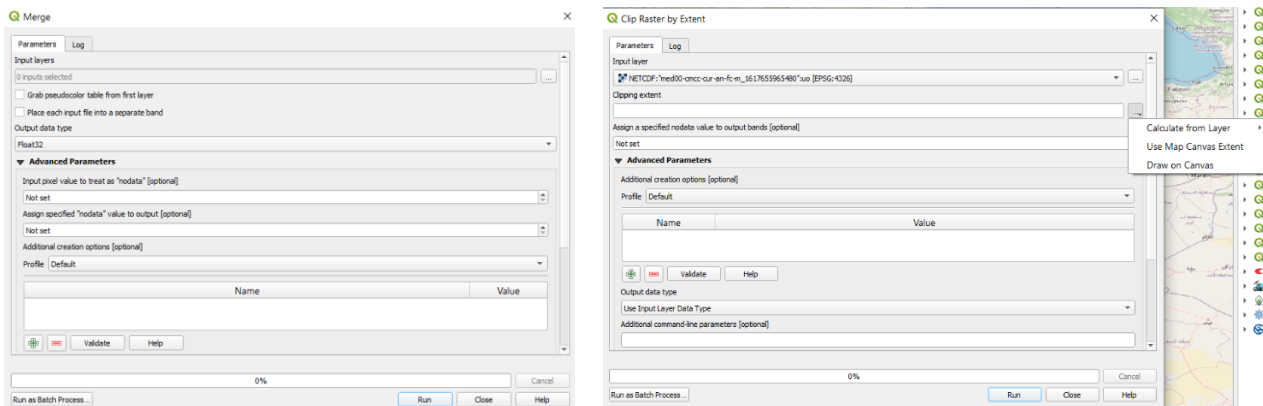 Merge
Parameters Log
Input layers
0 inputs selected
Grab pseudocolor table from first layer
Place each input file into a separate band
Output data type
Float32
Advanced Parameters
Input pixel value to treat as "nodata" [optional]
Not set
Assign specified "nodata" value to output [optional]
Not set
Additional creation options [optional]
Profile Default
Name Value
Validate Help
0% Cancel
Run as Batch Process... Run Close Help
Clip Raster by Extent
Parameters Log
Input layer
NETCDF:"med00-cmcc-cur-an-fc-m_1617655965480":uo [EPSG:4326]
Clipping extent
Assign a specified nodata value to output bands [optional]
Not set
Advanced Parameters
Additional creation options [optional]
Profile Default
Name Value
Validate Help
Output data type
Use Input Layer Data Type
Additional command-line parameters [optional]
0% Cancel
Run as Batch Process... Run Close Help
Calculate from Layer
Use Map Canvas Extent
Draw on Canvas